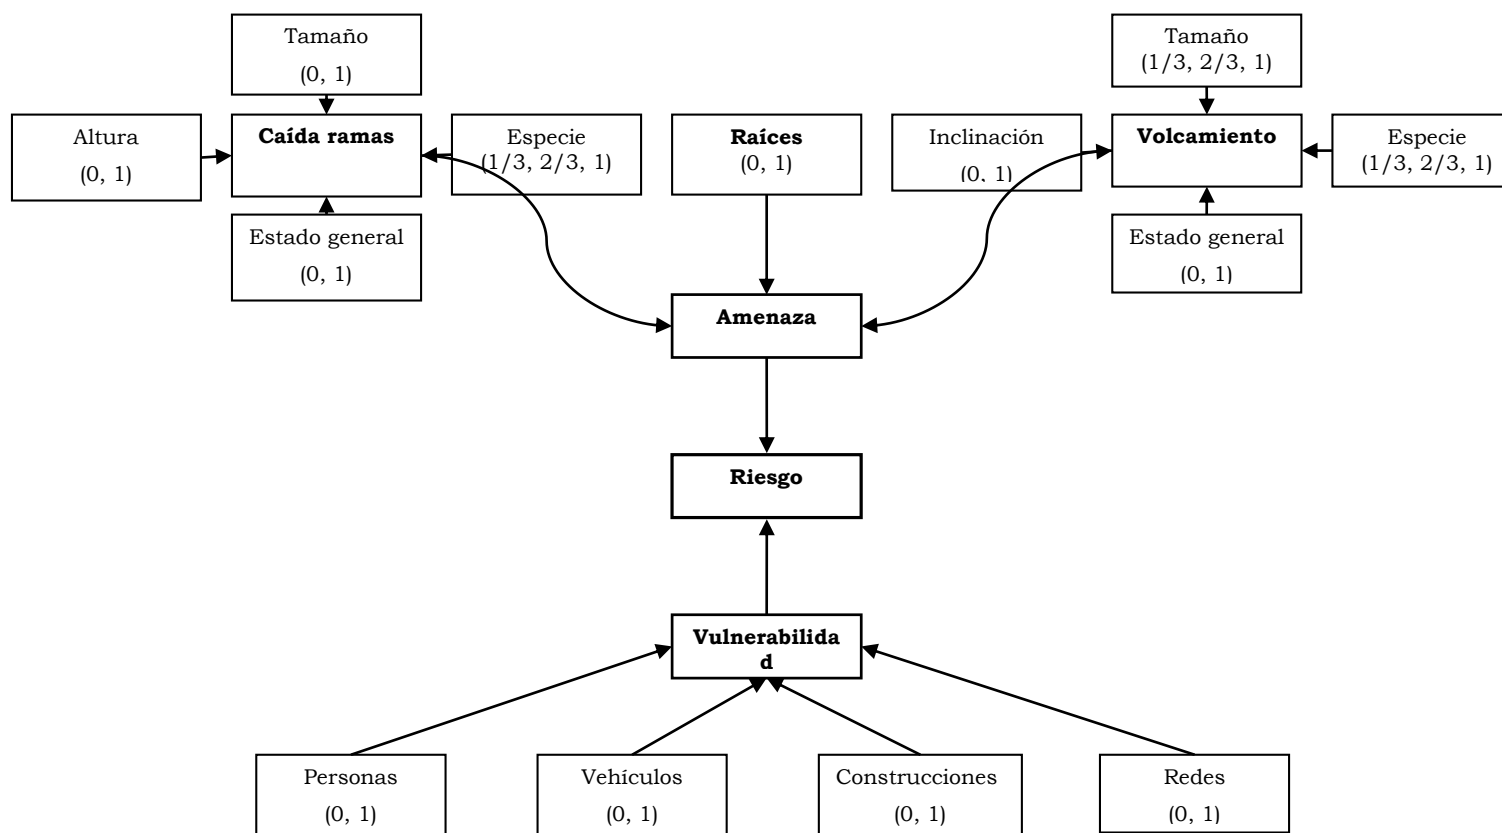 Tamaño
(0, 1)
Tamaño
(1/3, 2/3, 1)
Altura
(0, 1)
Caída ramas
Especie
(1/3, 2/3, 1)
Raíces
(0, 1)
Inclinación
(0, 1)
Volcamiento
Especie
(1/3, 2/3, 1)
Estado general
(0, 1)
Estado general
(0, 1)
Amenaza
Riesgo
Vulnerabilida
d
Personas
(0, 1)
Vehículos
(0, 1)
Construcciones
(0, 1)
Redes
(0, 1)